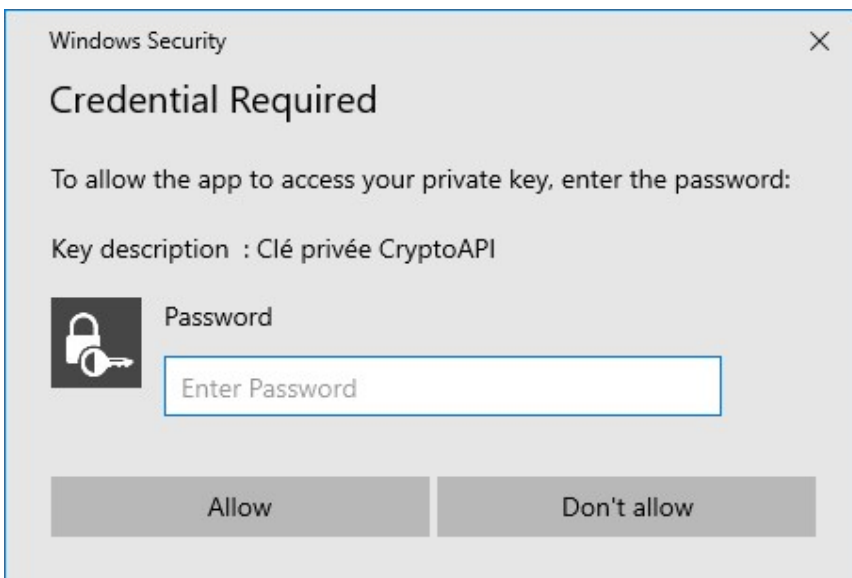 Windows Security
Credential Required
To allow the app to access your private key, enter the password:
Key description  : Clé privée CryptoAPI
Password
Enter Password
Allow
Don't allow